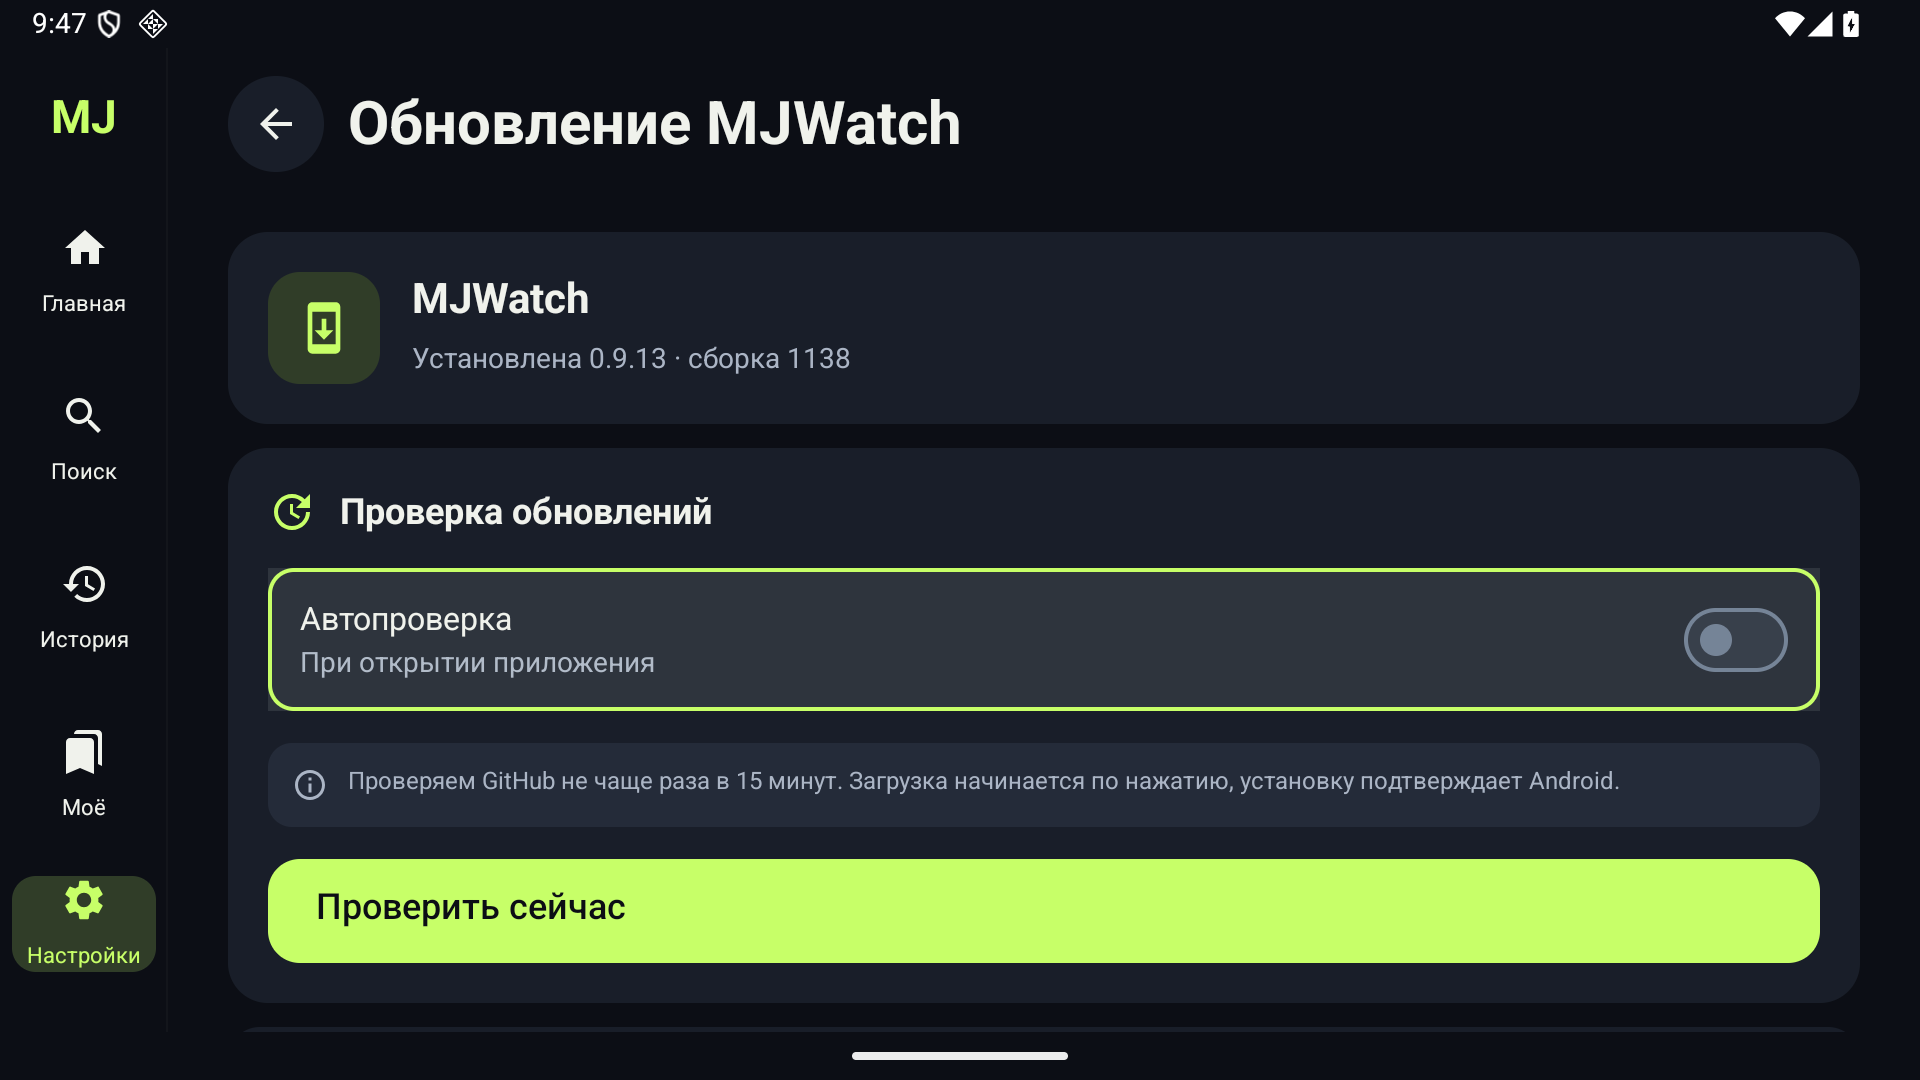 9:47
MJ
Обновление MJWatch
Главная
Поиск
История
Моё
Настройки
MJWatch
Установлена 0.9.13 · сборка 1138
Проверка обновлений
Автопроверка
При открытии приложения
Проверяем GitHub не чаще раза в 15 минут. Загрузка начинается по нажатию, установку подтверждает Android.
Проверить сейчас